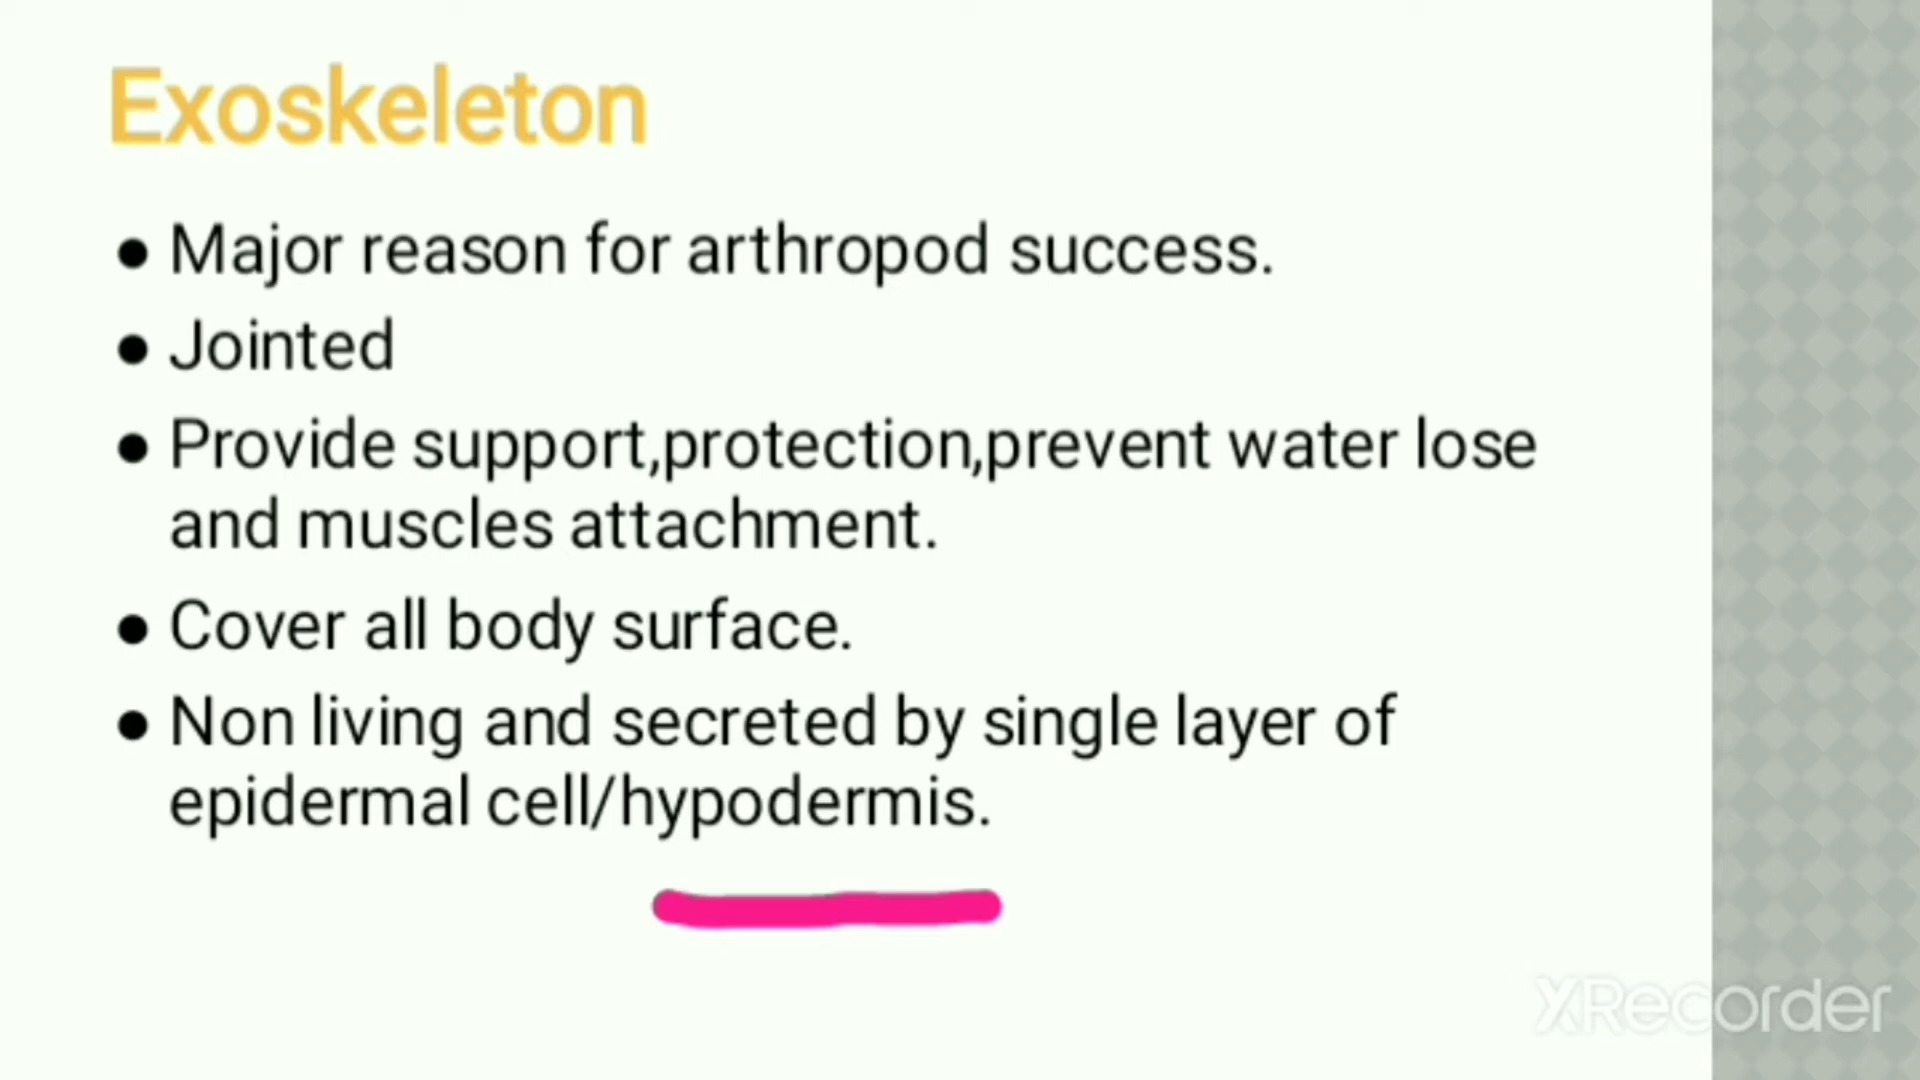 Exoskeleton
● Major reason for arthropod success.
● Jointed
● Provide support,protection,prevent water lose
and muscles attachment.
● Cover all body surface.
● Non living and secreted by single layer of
epidermal cell/hypodermis.
XRecorder